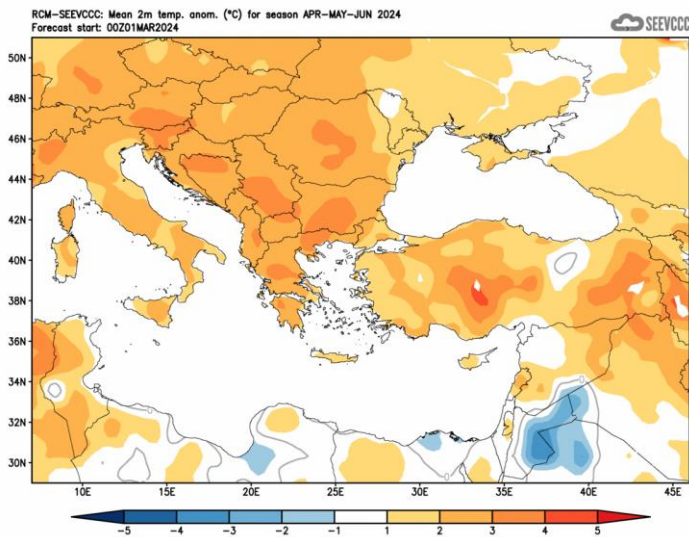 RCM-SEEVCCC: Mean 2m temp. anom. (°C) for season APR-MAY-JUN 2024
Forecast start: 00Z01MAR2024
SEEVCCC
50N
48N
46N
44N
42N
40N
38N
36N
34N
32N
30N
10E 15E 20E 25E 30E 35E 40E 45E
-5 -4 -3 -2 -1 1 2 3 4 5